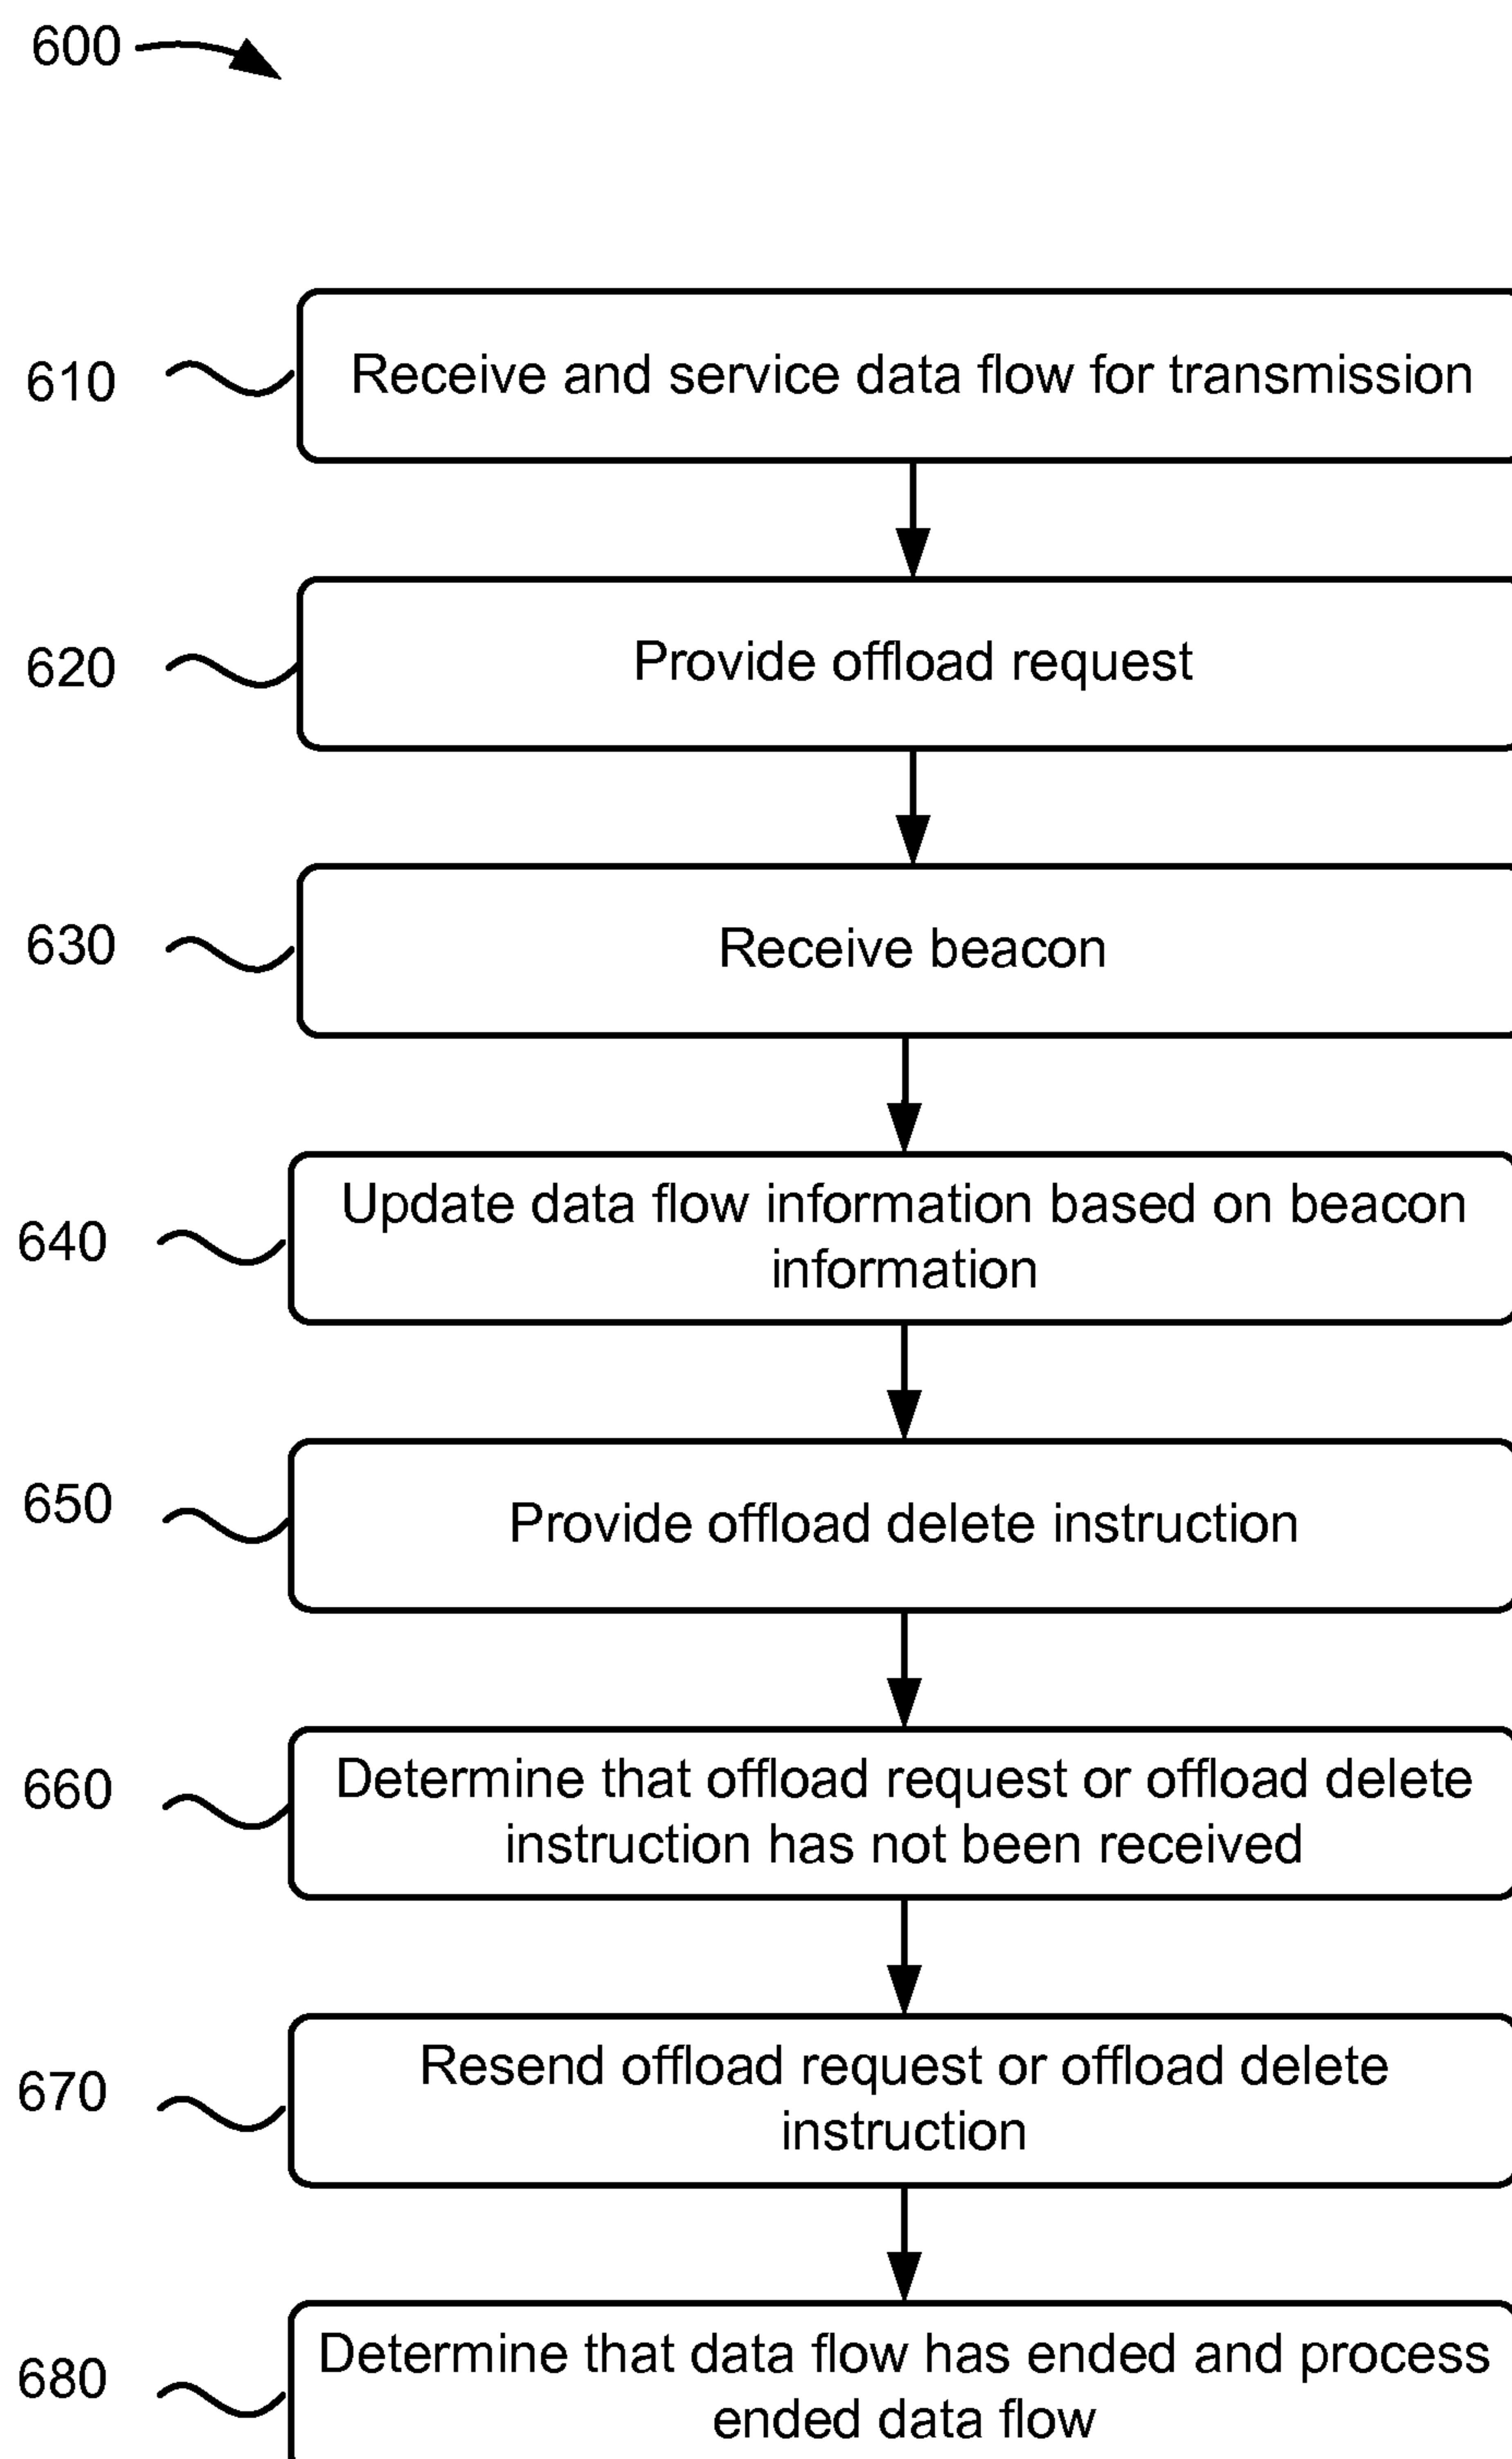 600
610
Receive and service data flow for transmission
620
Provide offload request
630
Receive beacon
640
Update data flow information based on beacon
information
650
Provide offload delete instruction
660
Determine that offload request or offload delete
instruction has not been received
670
Resend offload request or offload delete
instruction
680
Determine that data flow has ended and process
ended data flow